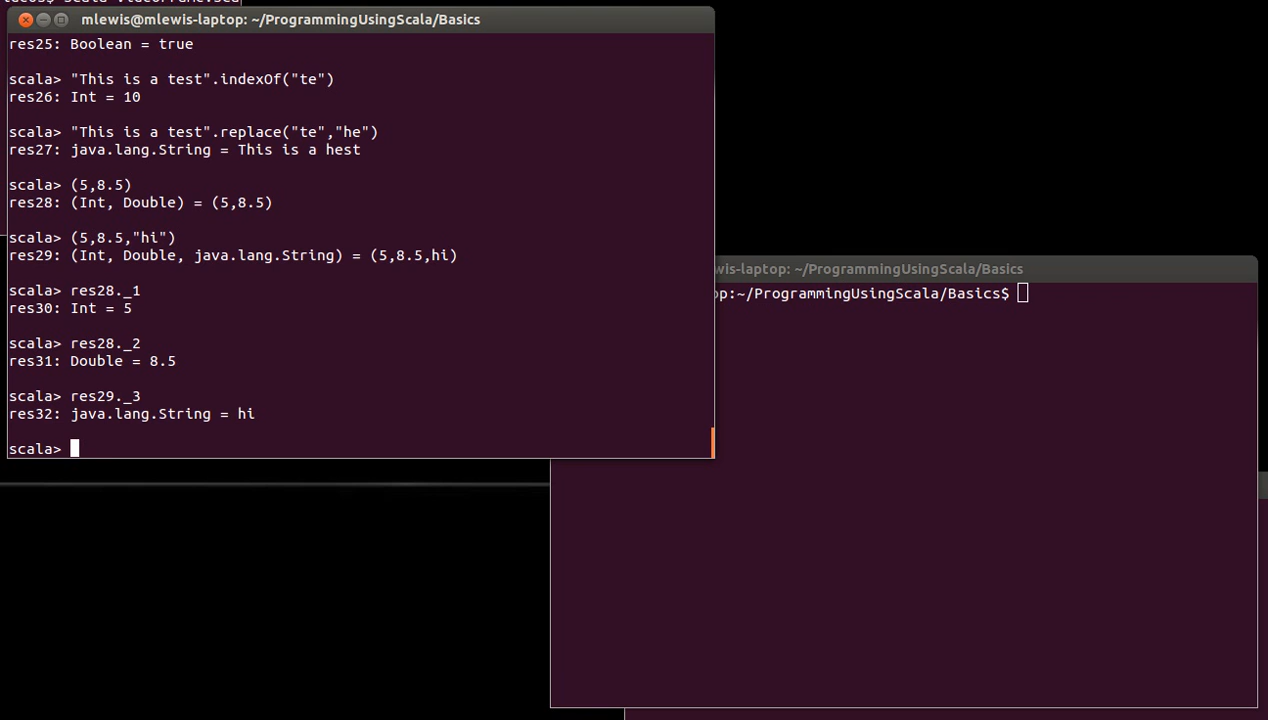 mlewis@mlewis-laptop: ~/ProgrammingUsingScala/Basics
res25: Boolean = true
scala> "This is a test".indexOf("te")
res26: Int = 10
scala> "This is a test".replace("te","he")
res27: java.lang.String = This is a hest
scala> (5,8.5)
res28: (Int, Double) = (5,8.5)
scala> (5,8.5,"hi")
res29: (Int, Double, java.lang.String) = (5,8.5,hi)
scala> res28._1
res30: Int = 5
scala> res28._2
res31: Double = 8.5
scala> res29._3
res32: java.lang.String = hi
scala>
wis-laptop: ~/ProgrammingUsingScala/Basics
op:~/ProgrammingUsingScala/Basics$